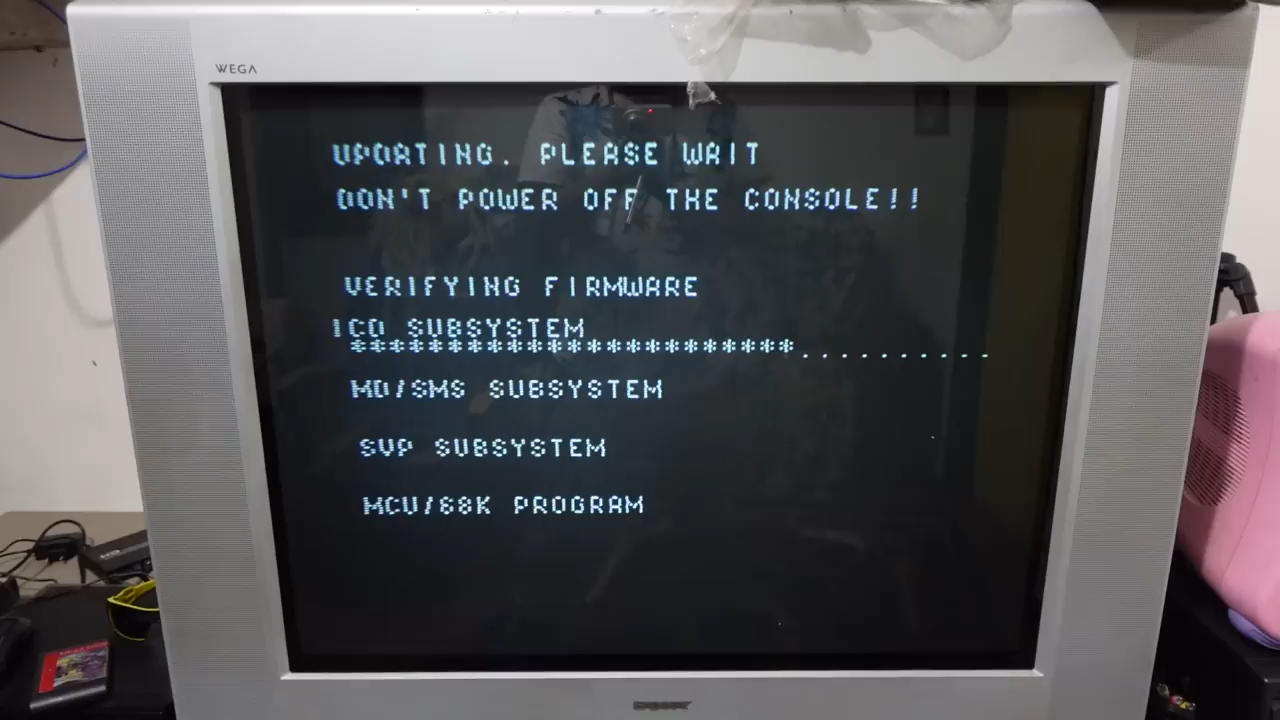 WEGA
UPDATING. PLEASE WAIT
DON'T POWER OFF THE CONSOLE!!
VERIFYING FIRMWARE
CD SUBSYSTEM
***********************..........
MD/SMS SUBSYSTEM
SVP SUBSYSTEM
MCU/68K PROGRAM